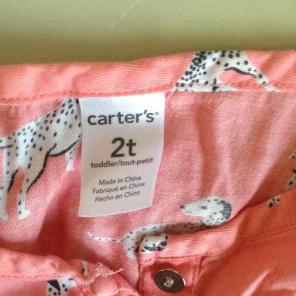 carter's
2t
toddler/tout-petit
Made in China
Fabriqué en Chine
Hecho en China